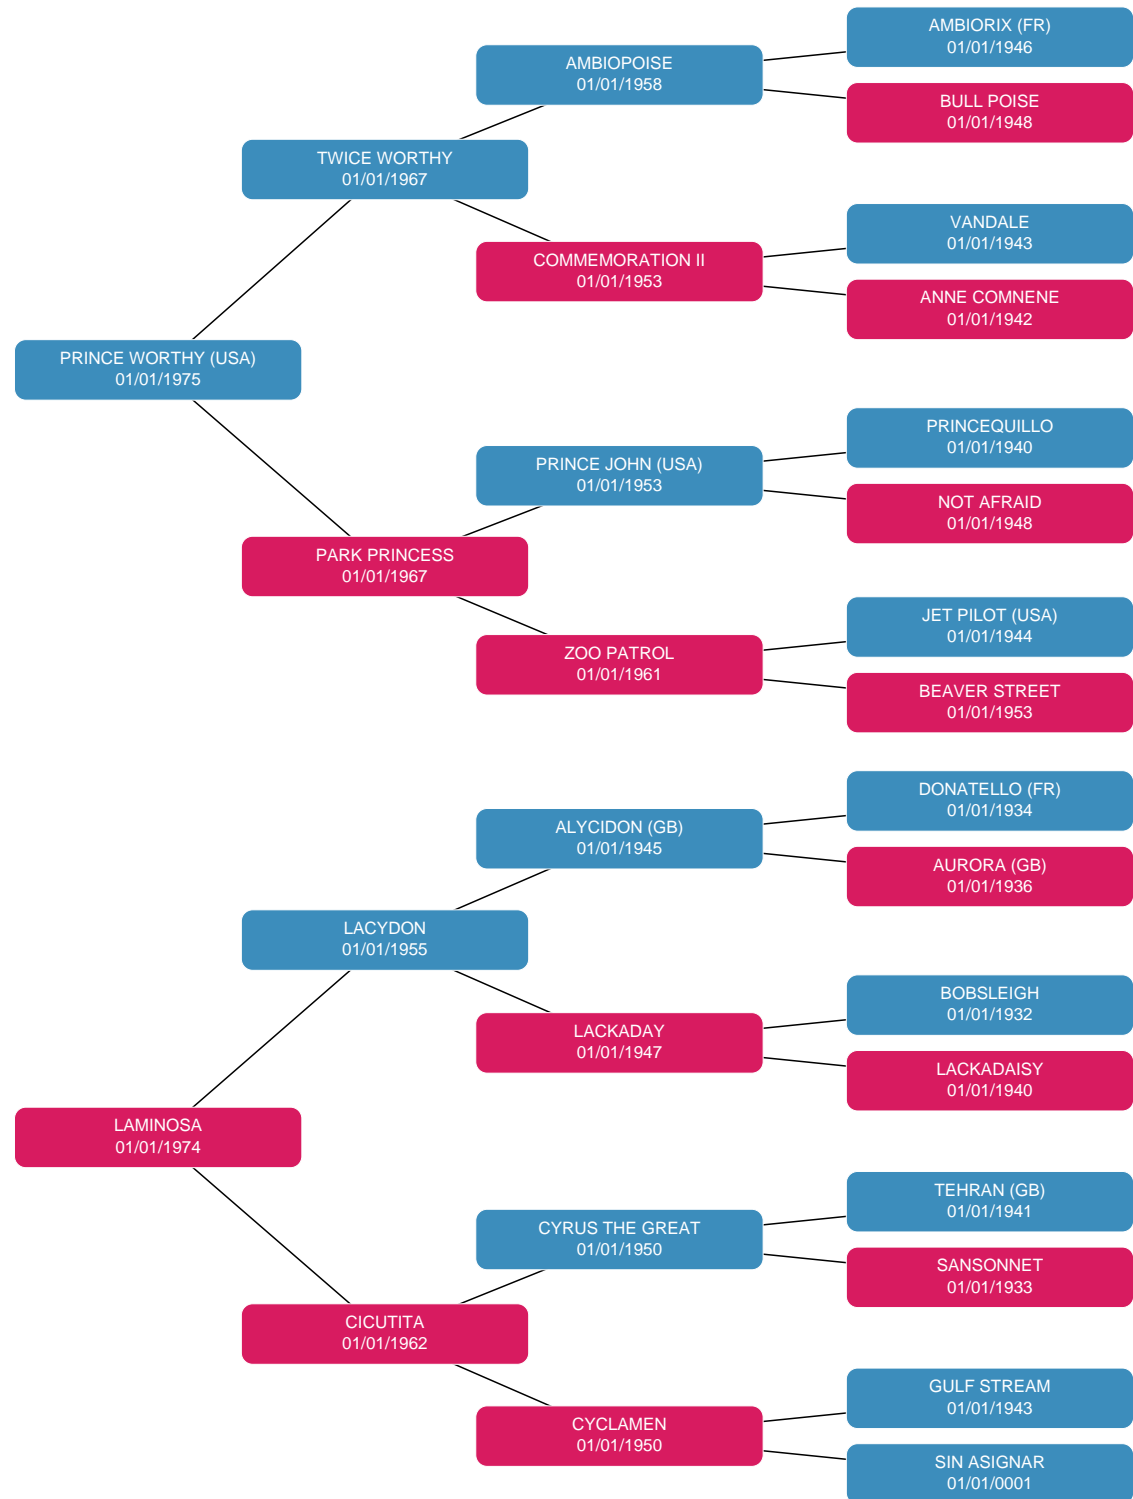 AMBIORIX (FR)
01/01/1946
AMBIOPOISE
01/01/1958
BULL POISE
01/01/1948
TWICE WORTHY
01/01/1967
VANDALE
01/01/1943
COMMEMORATION II
01/01/1953
ANNE COMNENE
01/01/1942
PRINCE WORTHY (USA)
01/01/1975
PRINCEQUILLO
01/01/1940
PRINCE JOHN (USA)
01/01/1953
NOT AFRAID
01/01/1948
PARK PRINCESS
01/01/1967
JET PILOT (USA)
01/01/1944
ZOO PATROL
01/01/1961
BEAVER STREET
01/01/1953
DONATELLO (FR)
01/01/1934
ALYCIDON (GB)
01/01/1945
AURORA (GB)
01/01/1936
LACYDON
01/01/1955
BOBSLEIGH
01/01/1932
LACKADAY
01/01/1947
LACKADAISY
01/01/1940
LAMINOSA
01/01/1974
TEHRAN (GB)
01/01/1941
CYRUS THE GREAT
01/01/1950
SANSONNET
01/01/1933
CICUTITA
01/01/1962
GULF STREAM
01/01/1943
CYCLAMEN
01/01/1950
SIN ASIGNAR
01/01/0001